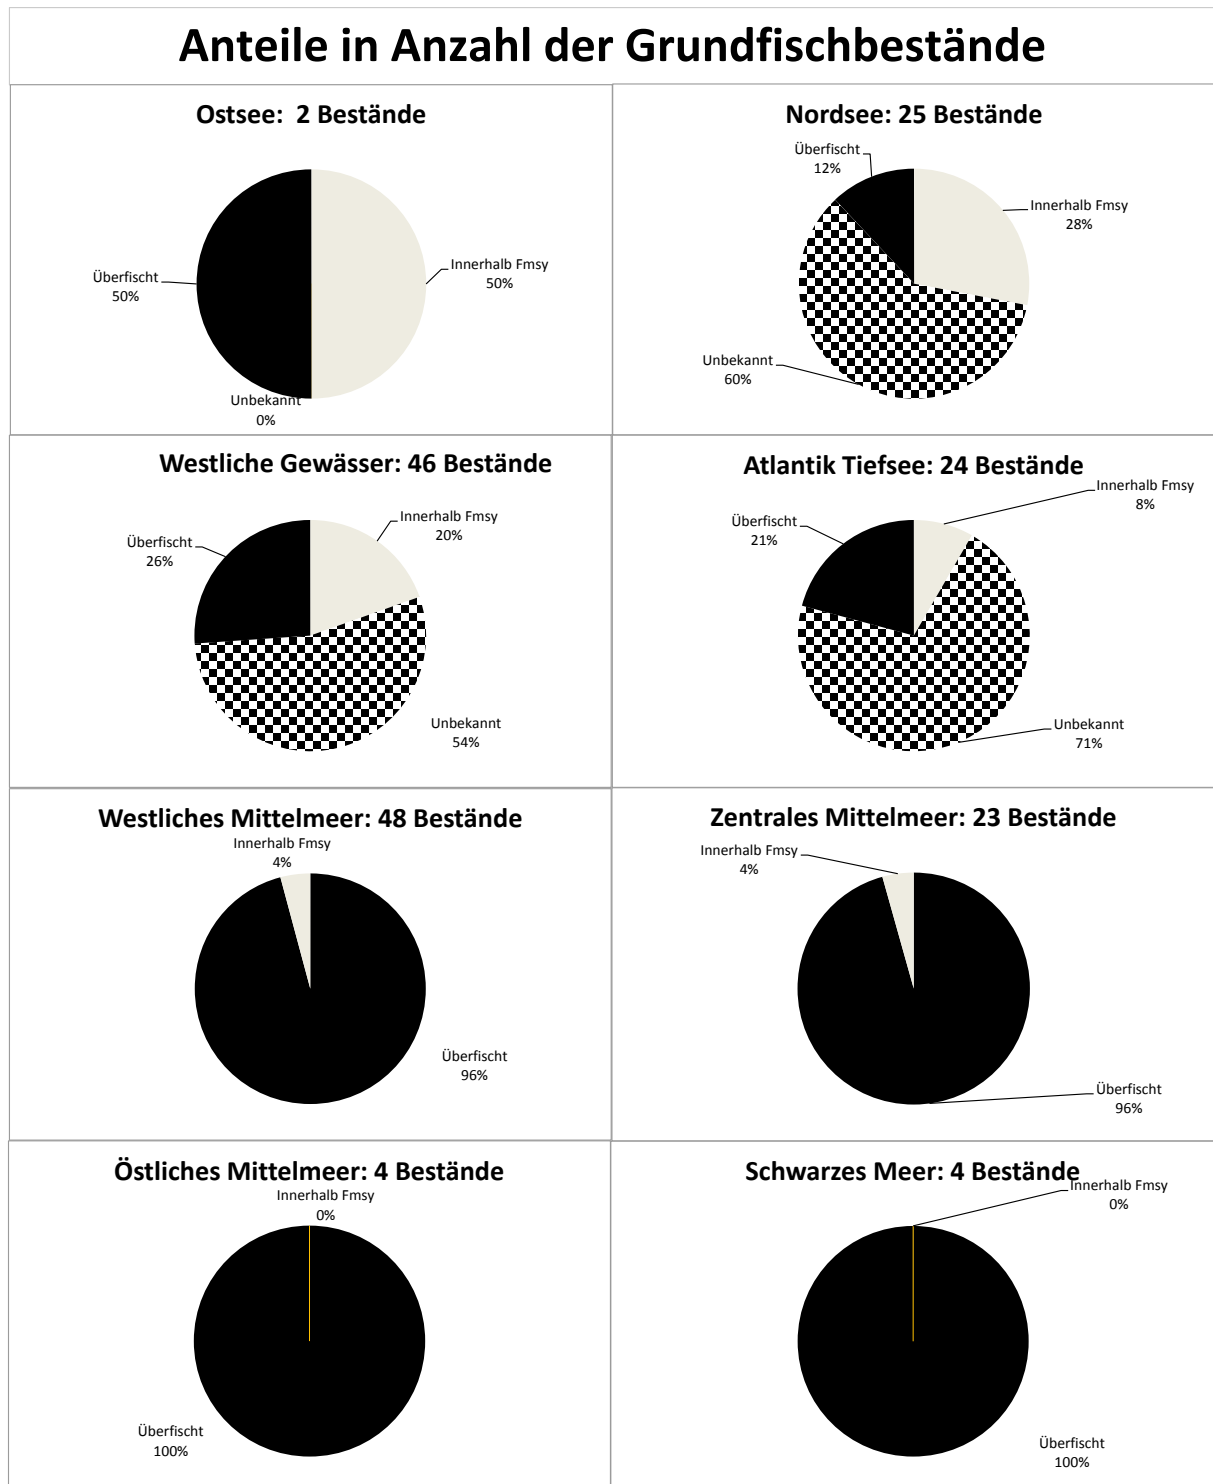 Anteile in Anzahl der Grundfischbestände
Ostsee:  2 Bestände
Überfischt
50%
Innerhalb Fmsy
50%
Unbekannt
0%
Nordsee: 25 Bestände
Überfischt
12%
Innerhalb Fmsy
28%
Unbekannt
60%
Westliche Gewässer: 46 Bestände
Überfischt
26%
Innerhalb Fmsy
20%
Unbekannt
54%
Atlantik Tiefsee: 24 Bestände
Innerhalb Fmsy
8%
Überfischt
21%
Unbekannt
71%
Westliches Mittelmeer: 48 Bestände
Innerhalb Fmsy
4%
Überfischt
96%
Zentrales Mittelmeer: 23 Bestände
Innerhalb Fmsy
4%
Überfischt
96%
Östliches Mittelmeer: 4 Bestände
Innerhalb Fmsy
0%
Überfischt
100%
Schwarzes Meer: 4 Bestände
Innerhalb Fmsy
0%
Überfischt
100%